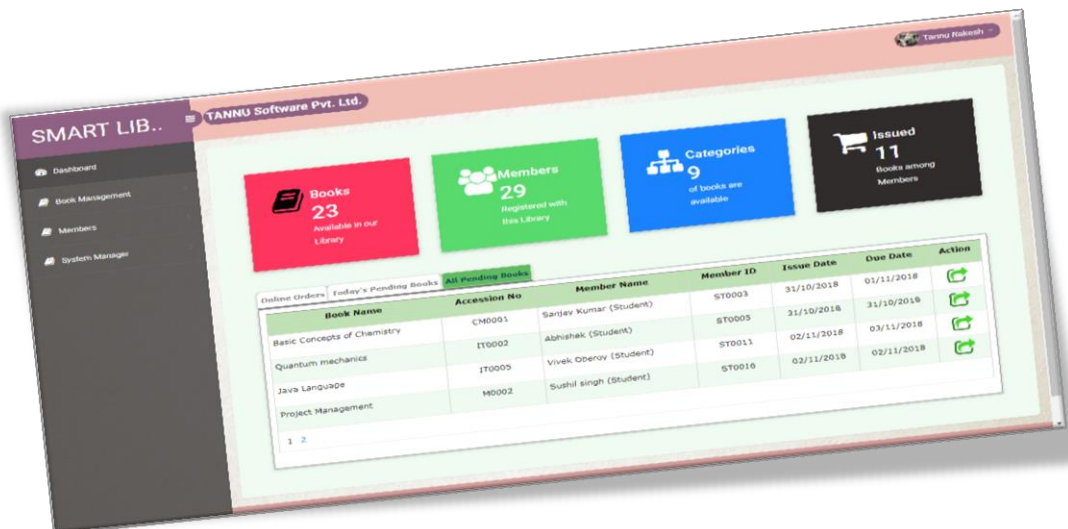 SMART LIB..
TANNU Software Pvt. Ltd.
Tannu Rakesh
Dashboard
Book Management
Members
System Manager
Books
23
Available in our
Library
Members
29
Registered with
this Library
Categories
9
of books are
available
Issued
11
Books among
Members
Online Orders Today's Pending Books All Pending Books
Book Name Accession No Member Name Member ID Issue Date Due Date Action
Basic Concepts of Chemistry CM0001 Sanjay Kumar (Student) ST0003 31/10/2018 01/11/2018
Quantum mechanics IT0002 Abhishek (Student) ST0005 31/10/2018 31/10/2018
Java Language IT0005 Vivek Oberoy (Student) ST0011 02/11/2018 03/11/2018
Project Management M0002 Sushil singh (Student) ST0016 02/11/2018 02/11/2018
1 2